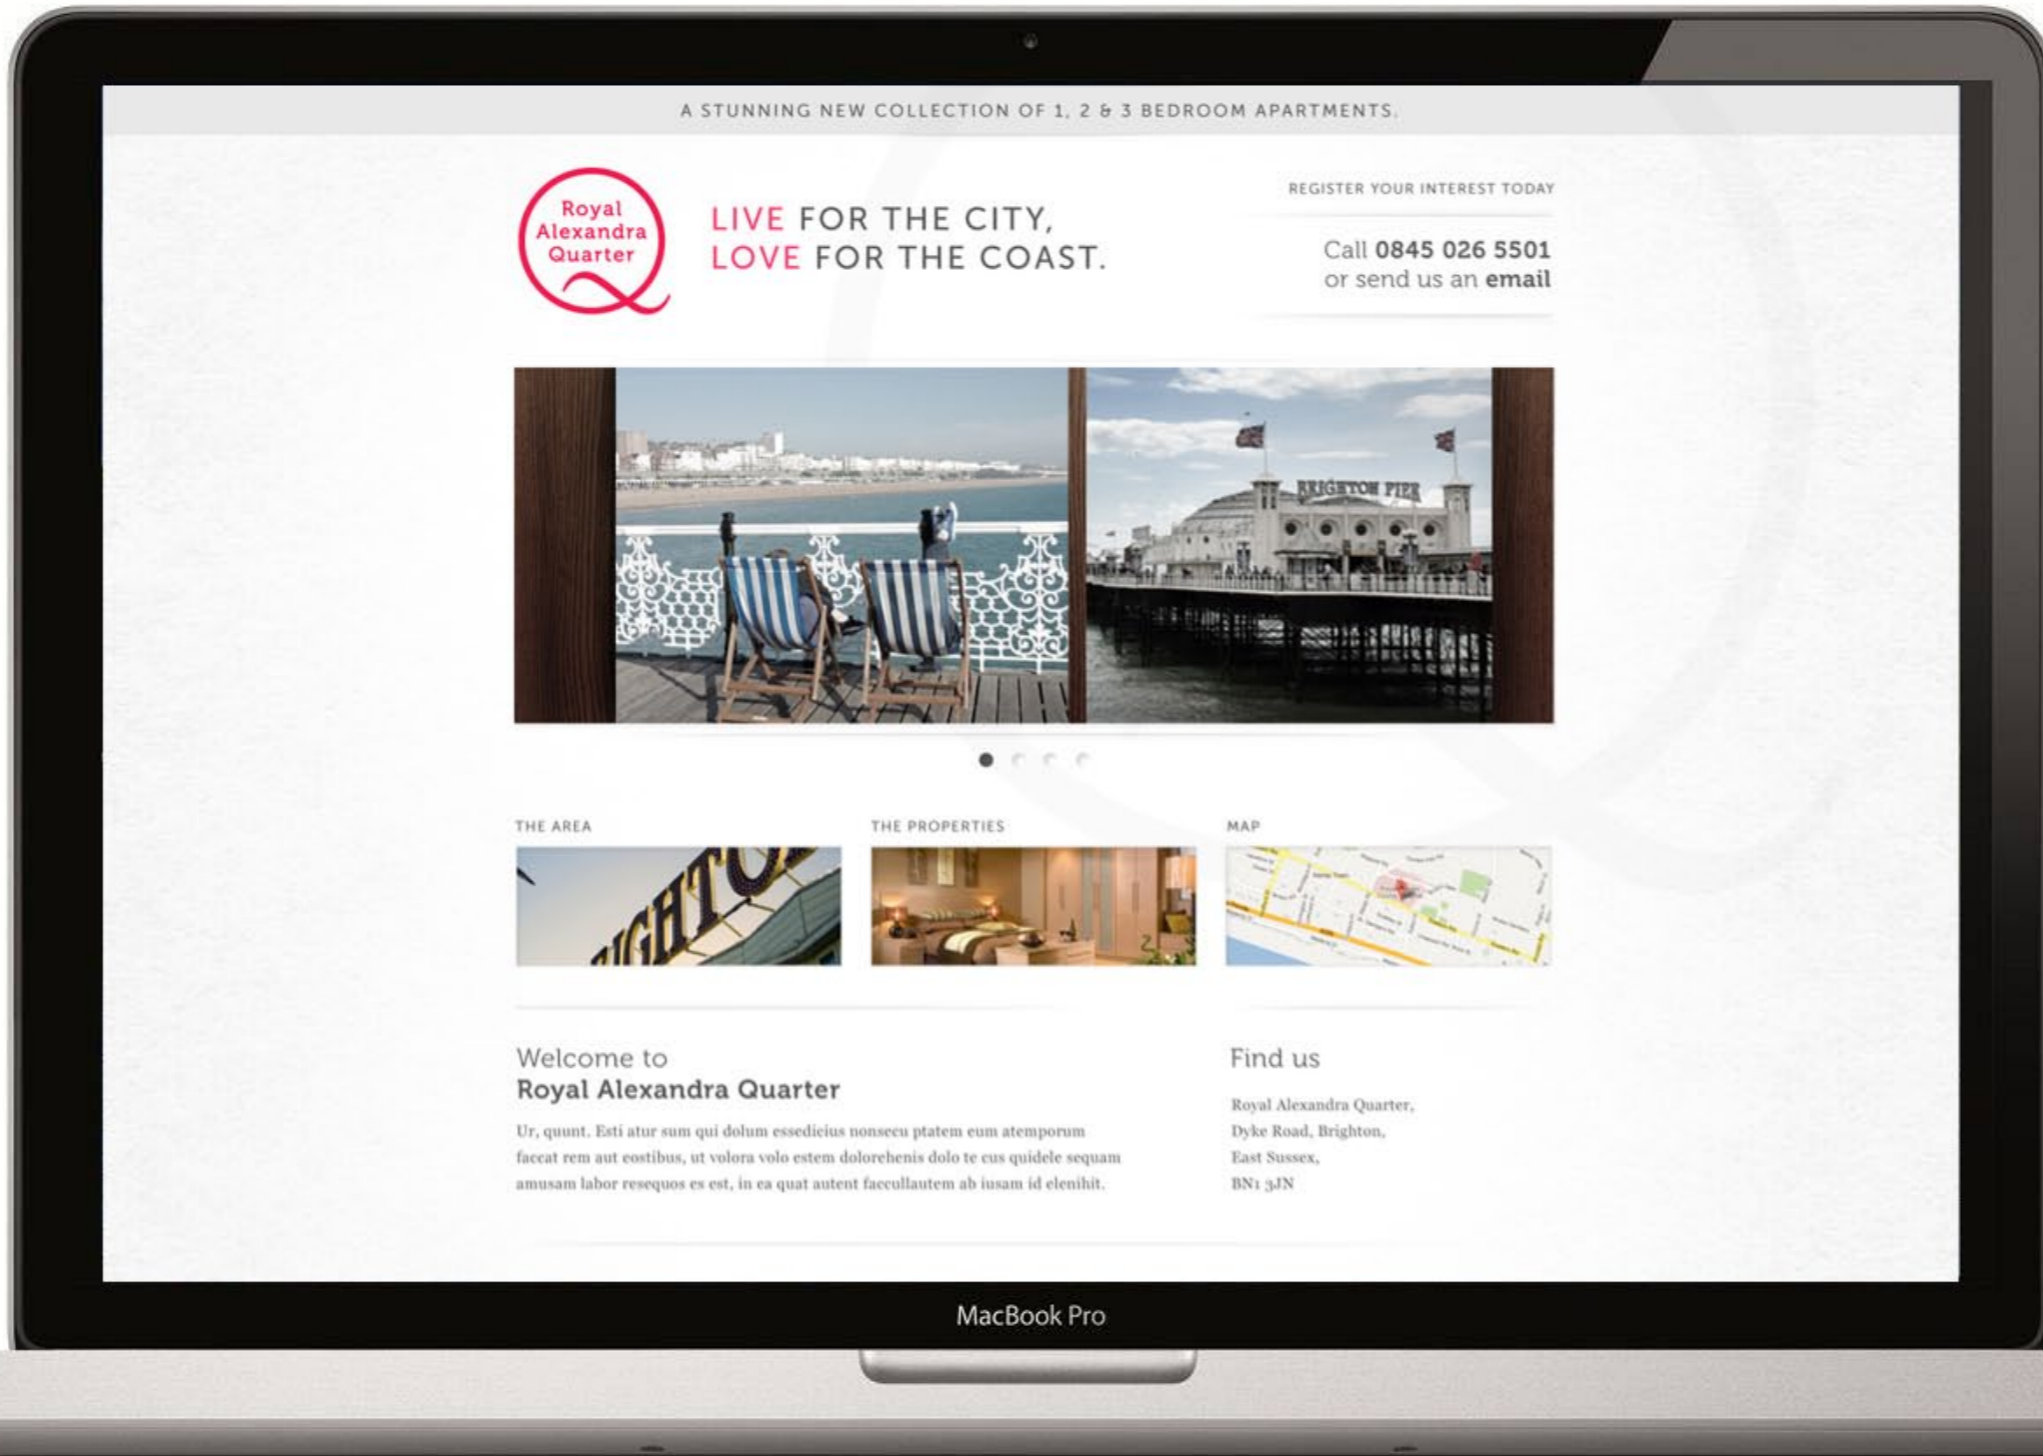 A STUNNING NEW COLLECTION OF 1, 2 & 3 BEDROOM APARTMENTS.
Royal
Alexandra
Quarter
LIVE FOR THE CITY,
LOVE FOR THE COAST.
REGISTER YOUR INTEREST TODAY
Call 0845 026 5501
or send us an email
BRIGHTON PIER
THE AREA
THE PROPERTIES
MAP
IGHTO
Welcome to
Royal Alexandra Quarter
Ur, quunt. Esti atur sum qui dolum essedicius nonsecu ptatem eum atemporum
faccat rem aut eostibus, ut volora volo estem dolorehenis dolo te cus quidele sequam
amusam labor resequos es est, in ea quat autent faccullautem ab iusam id elenihit.
Find us
Royal Alexandra Quarter,
Dyke Road, Brighton,
East Sussex,
BN1 3JN
MacBook Pro